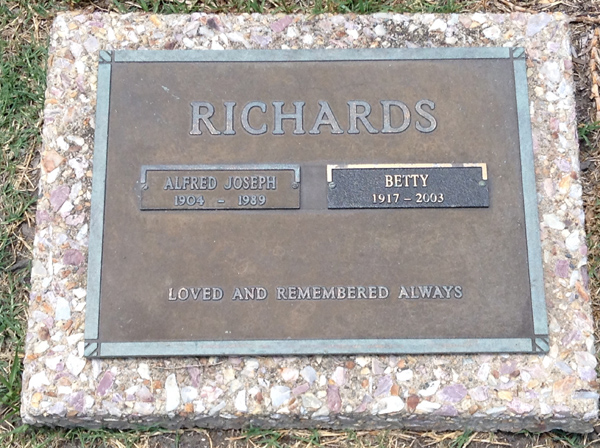 RICHARDS
ALFRED JOSEPH
1904 - 1989
BETTY
1917 - 2003
LOVED AND REMEMBERED ALWAYS